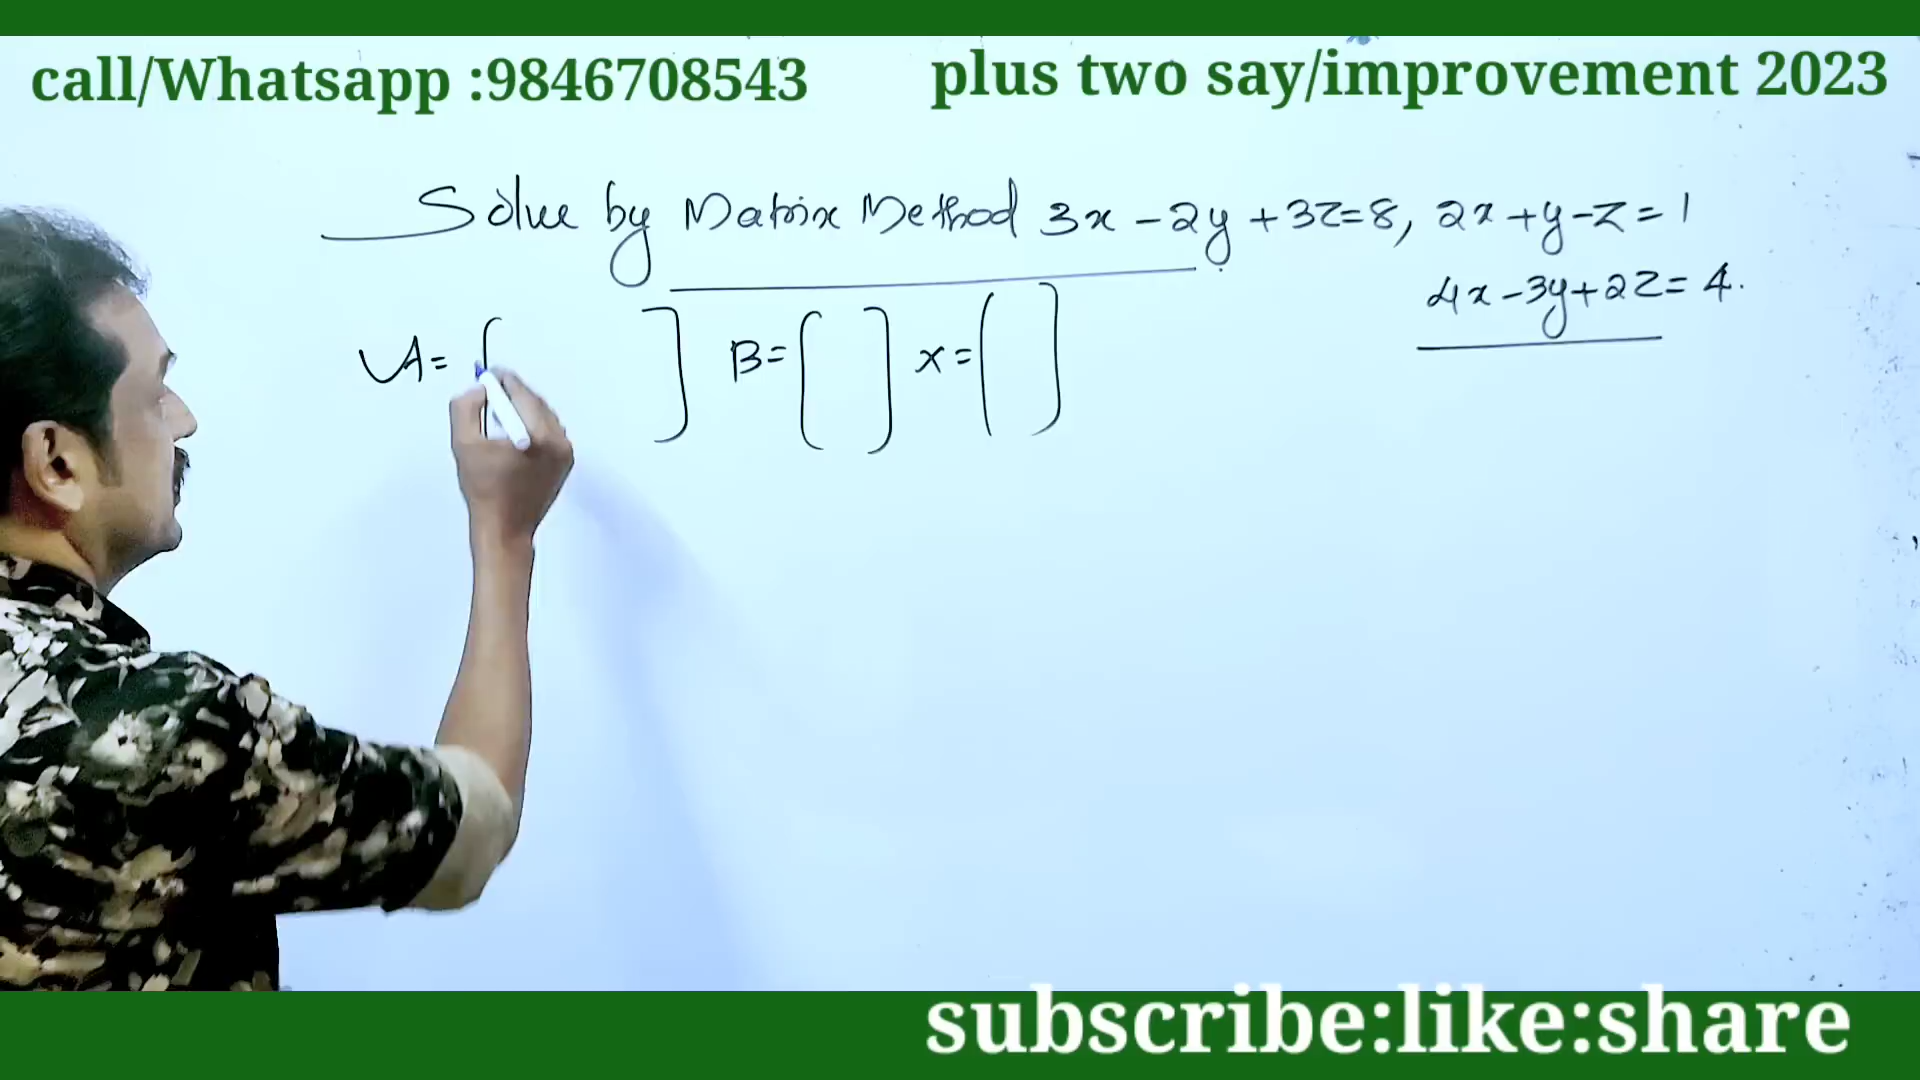 call/Whatsapp :9846708543
plus two say/improvement 2023
Solve by Matrix Method 3x - 2y + 3z = 8, 2x + y - z = 1
4x - 3y + 2z = 4.
A = [ ] B = [ ] x = [ ]
subscribe:like:share